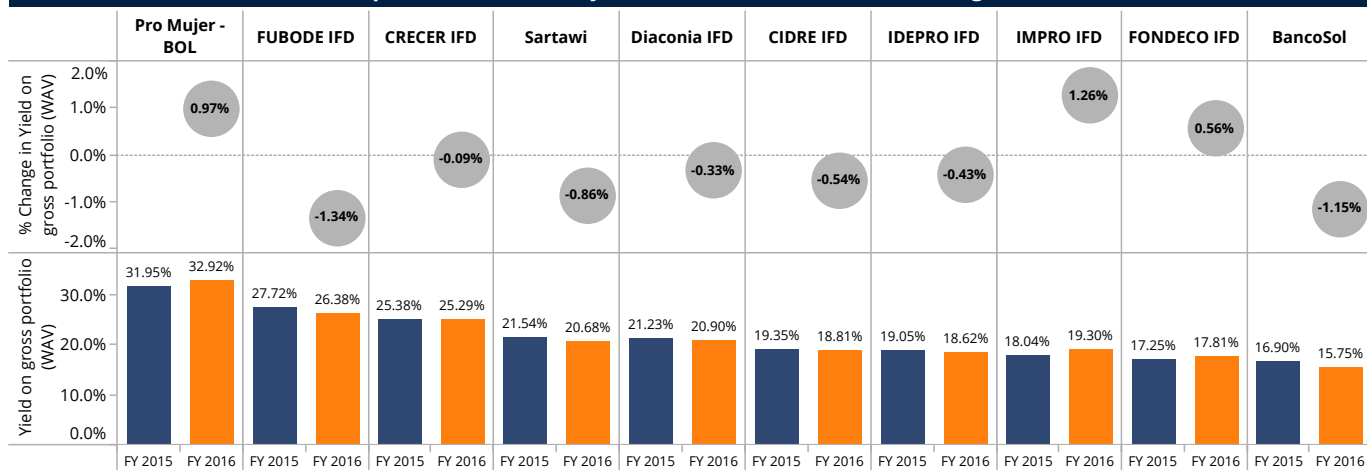 Pro Mujer -
BOL
FUBODE IFD
CRECER IFD
Sartawi
Diaconia IFD
CIDRE IFD
IDEPRO IFD
IMPRO IFD
FONDECO IFD
BancoSol
% Change in Yield on
gross portfolio (WAV)
2.0%
1.0%
0.0%
-1.0%
-2.0%
0.97%
-1.34%
-0.09%
-0.86%
-0.33%
-0.54%
-0.43%
1.26%
0.56%
-1.15%
Yield on gross portfolio
(WAV)
30.0%
20.0%
10.0%
0.0%
31.95% 32.92%
27.72% 26.38%
25.38% 25.29%
21.54% 20.68%
21.23% 20.90%
19.35% 18.81%
19.05% 18.62%
18.04% 19.30%
17.25% 17.81%
16.90% 15.75%
FY 2015 FY 2016 FY 2015 FY 2016 FY 2015 FY 2016 FY 2015 FY 2016 FY 2015 FY 2016 FY 2015 FY 2016 FY 2015 FY 2016 FY 2015 FY 2016 FY 2015 FY 2016 FY 2015 FY 2016